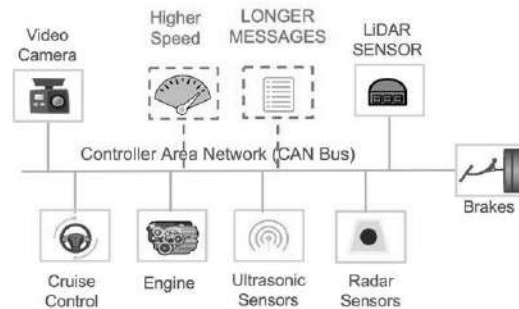 Video
Camera
Higher
Speed
LONGER
MESSAGES
LiDAR
SENSOR
Controller Area Network (CAN Bus)
Brakes
Cruise
Control
Engine
Ultrasonic
Sensors
Radar
Sensors